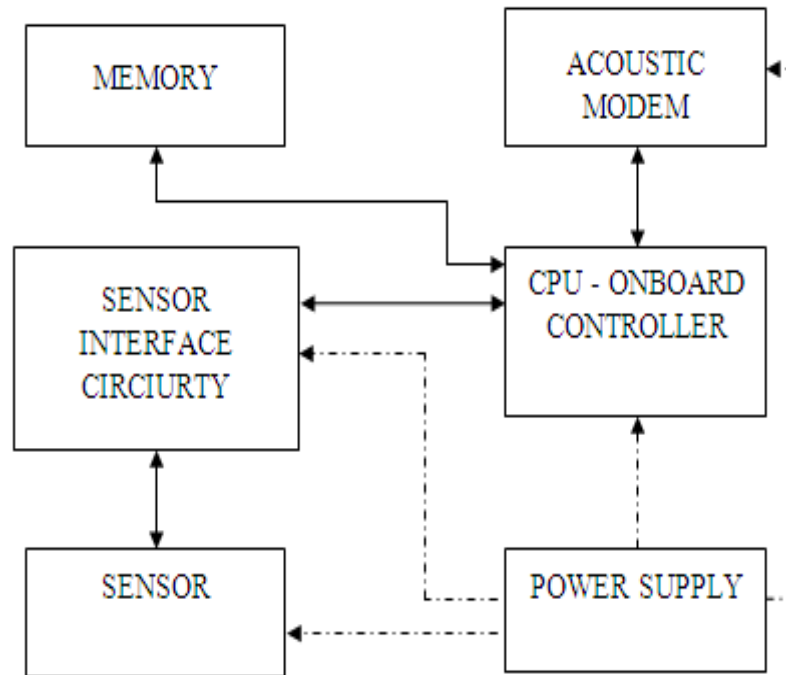 MEMORY
ACOUSTIC
MODEM
SENSOR
INTERFACE
CIRCIURTY
CPU - ONBOARD
CONTROLLER
SENSOR
POWER SUPPLY